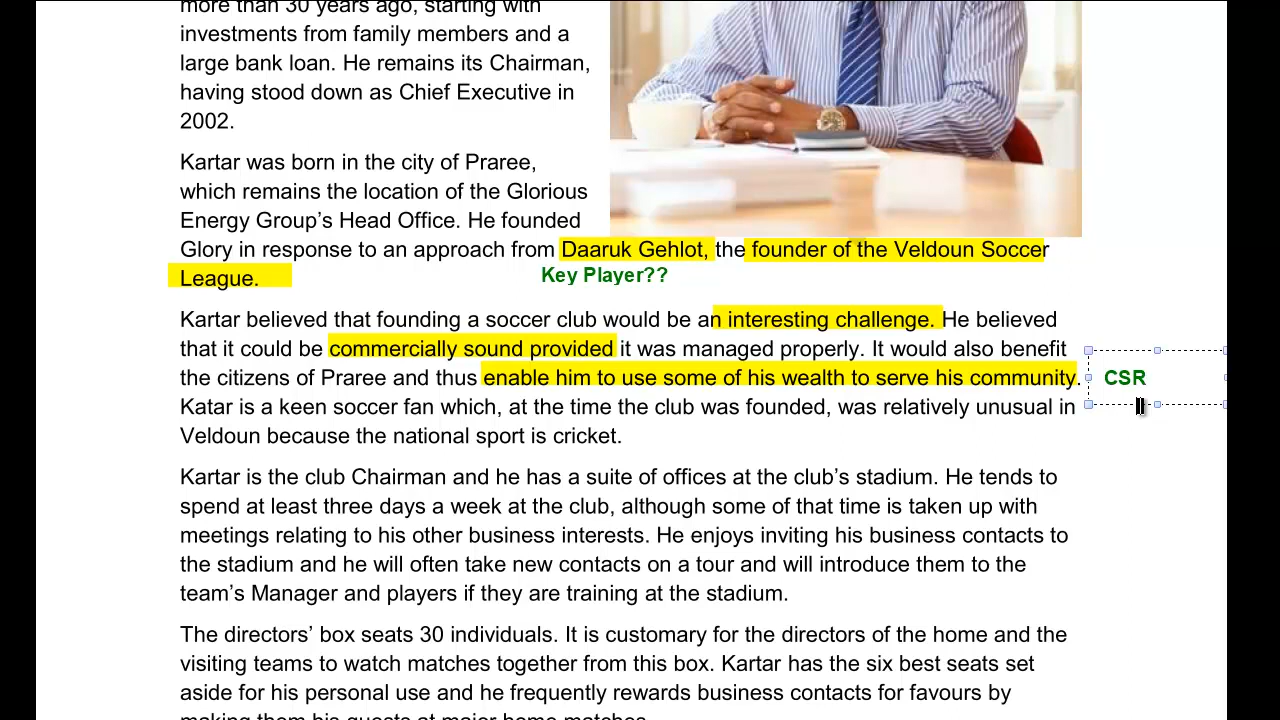 more than 30 years ago, starting with
investments from family members and a
large bank loan. He remains its Chairman,
having stood down as Chief Executive in
2002.
Kartar was born in the city of Praree,
which remains the location of the Glorious
Energy Group’s Head Office. He founded
Glory in response to an approach from Daaruk Gehlot, the founder of the Veldoun Soccer
League.
Key Player??
Kartar believed that founding a soccer club would be an interesting challenge. He believed
that it could be commercially sound provided it was managed properly. It would also benefit
the citizens of Praree and thus enable him to use some of his wealth to serve his community.
CSR
Katar is a keen soccer fan which, at the time the club was founded, was relatively unusual in
Veldoun because the national sport is cricket.
Kartar is the club Chairman and he has a suite of offices at the club’s stadium. He tends to
spend at least three days a week at the club, although some of that time is taken up with
meetings relating to his other business interests. He enjoys inviting his business contacts to
the stadium and he will often take new contacts on a tour and will introduce them to the
team’s Manager and players if they are training at the stadium.
The directors’ box seats 30 individuals. It is customary for the directors of the home and the
visiting teams to watch matches together from this box. Kartar has the six best seats set
aside for his personal use and he frequently rewards business contacts for favours by
making them his guests at major home matches.